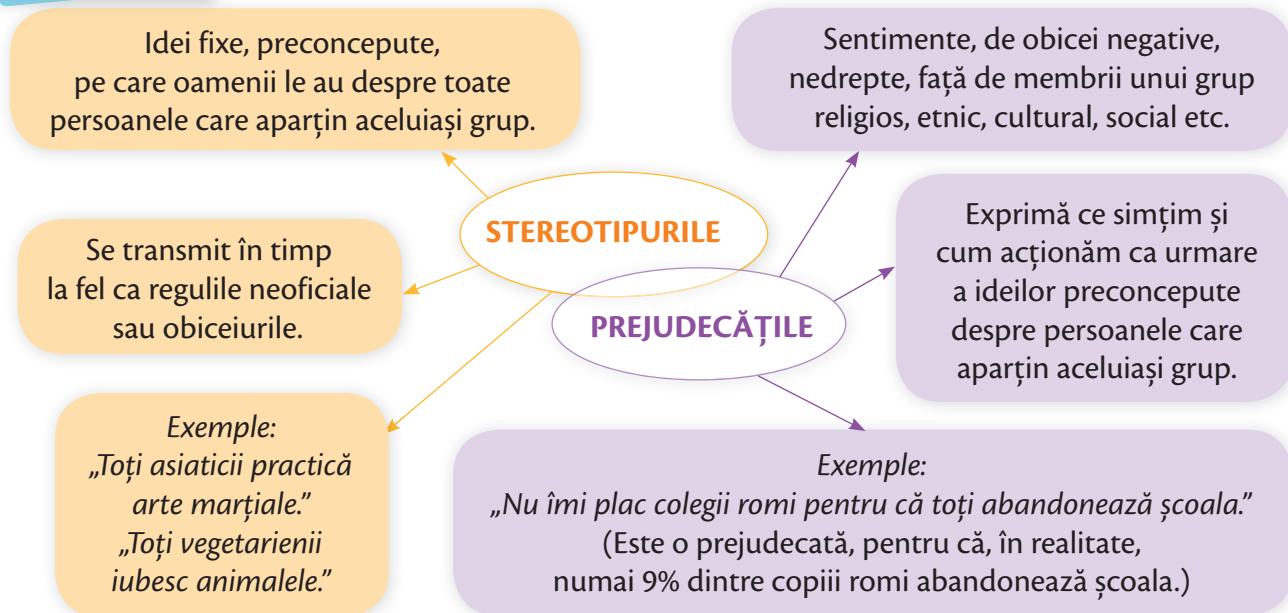 Idei fixe, preconcepute,
pe care oamenii le au despre toate
persoanele care aparțin aceluiași grup.
Sentimente, de obicei negative,
nedrepte, față de membrii unui grup
religios, etnic, cultural, social etc.
STEREOTIPURILE
Se transmit în timp
la fel ca regulile neoficiale
sau obiceiurile.
PREJUDECĂȚILE
Exprimă ce simțim și
cum acționăm ca urmare
a ideilor preconcepute
despre persoanele care
aparțin aceluiași grup.
Exemple:
„Toți asiaticii practică
arte marțiale.”
„Toți vegetarienii
iubesc animalele.”
Exemple:
„Nu îmi plac colegii romi pentru că toți abandonează școala.”
(Este o prejudecată, pentru că, în realitate,
numai 9% dintre copiii romi abandonează școala.)